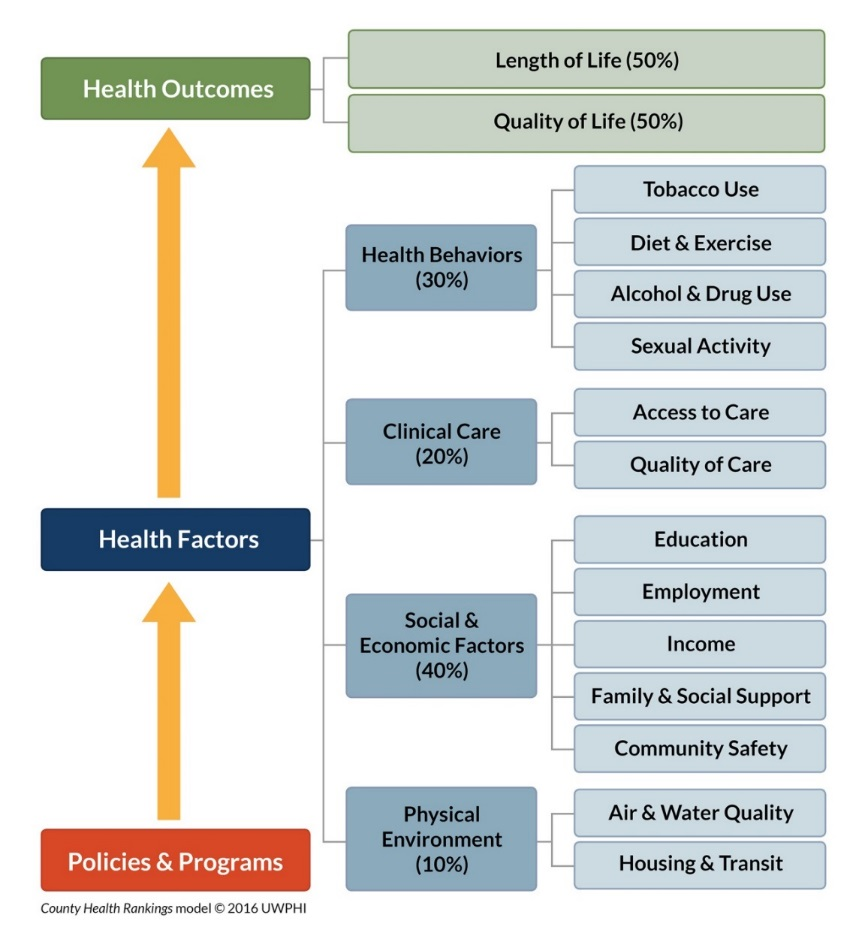 Health Outcomes
Length of Life (50%)
Quality of Life (50%)
Health Factors
Health Behaviors
(30%)
Tobacco Use
Diet & Exercise
Alcohol & Drug Use
Sexual Activity
Clinical Care
(20%)
Access to Care
Quality of Care
Social &
Economic Factors
(40%)
Education
Employment
Income
Family & Social Support
Community Safety
Physical
Environment
(10%)
Air & Water Quality
Housing & Transit
Policies & Programs
County Health Rankings model © 2016 UWPHI